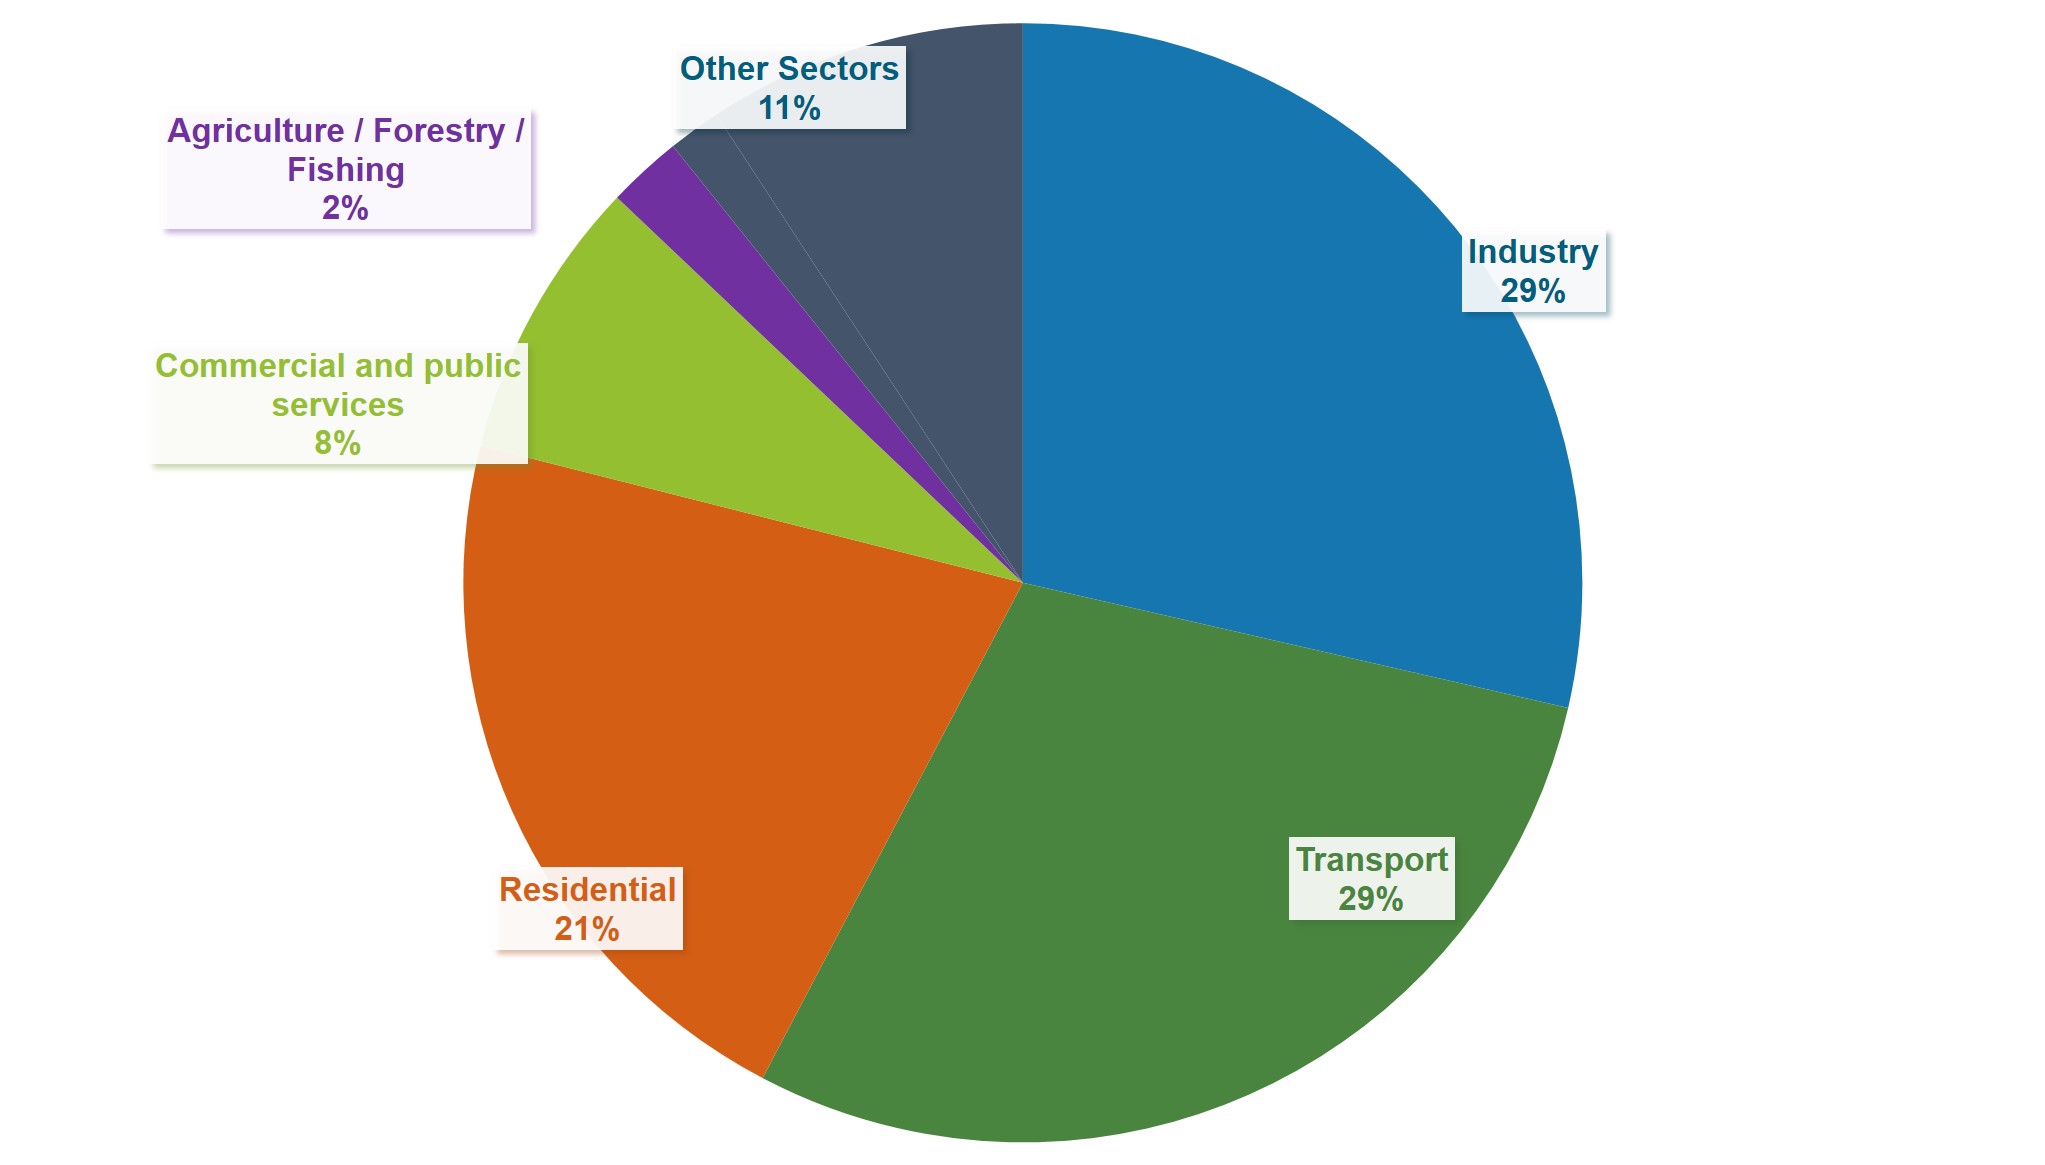 Other Sectors
11%
Agriculture / Forestry /
Fishing
2%
Industry
29%
Commercial and public
services
8%
Transport
29%
Residential
21%